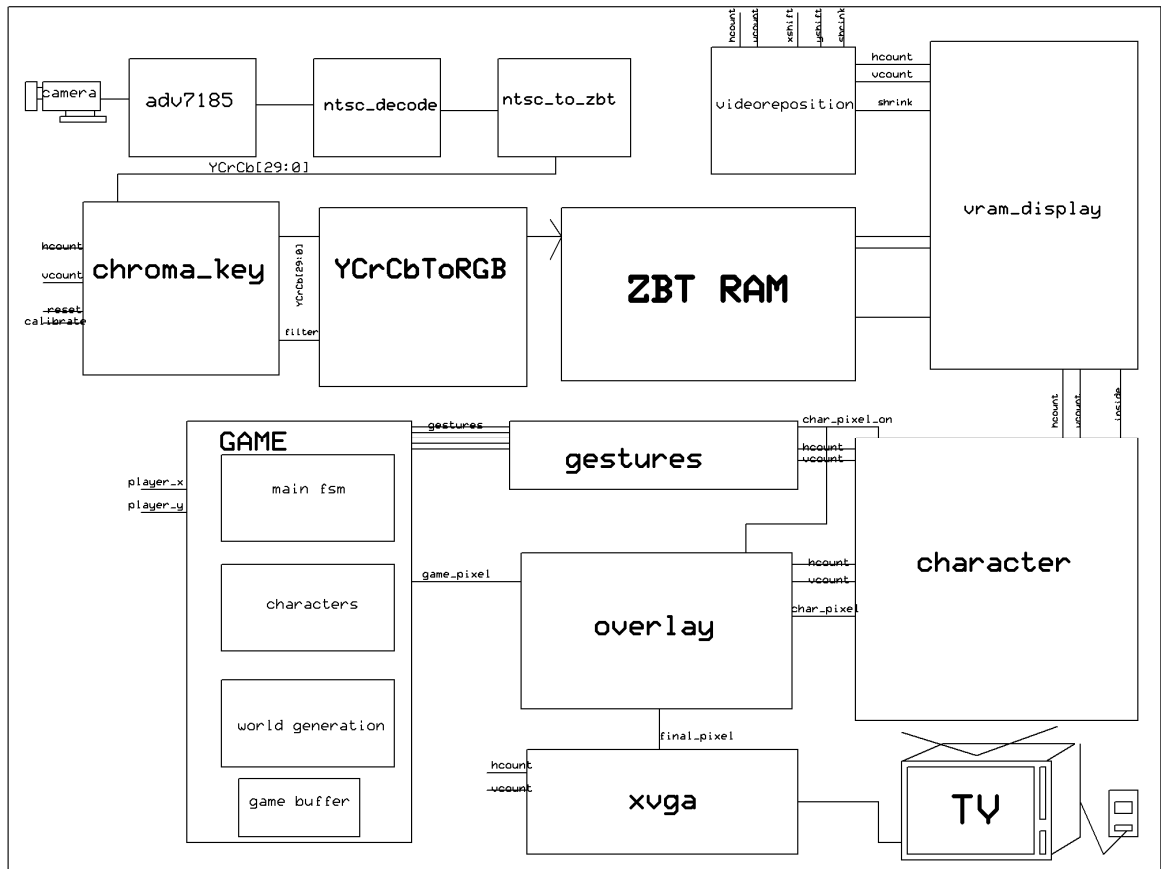 hcount
vcount
xshift
yshift
shrink
camera
adv7185
ntsc_decode
ntsc_to_zbt
videoreposition
hcount
vcount
shrink
vram_display
YCrCb[29:0]
hcount
vcount
reset
calibrate
chroma_key
YCrCb[29:0]
filter
YCrCbToRGB
ZBT RAM
hcount
vcount
inside
GAME
gestures
gestures
char_pixel_on
hcount
vcount
player_x
player_y
main fsm
characters
world generation
game buffer
game_pixel
overlay
hcount
vcount
char_pixel
character
final_pixel
hcount
vcount
xvga
TV